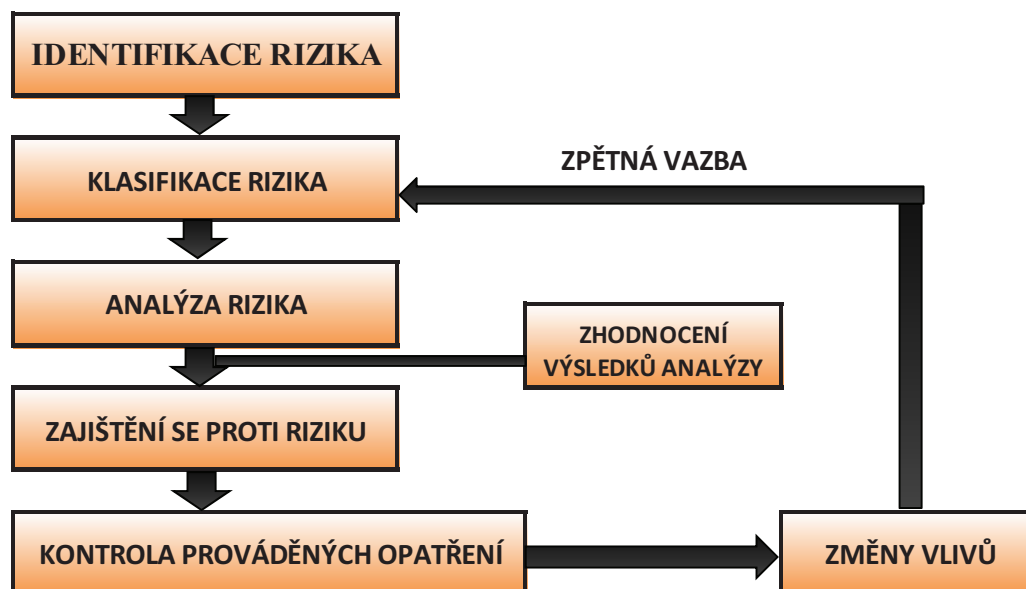 IDENTIFIKACE RIZIKA
KLASIFIKACE RIZIKA
ZPĚTNÁ VAZBA
ANALÝZA RIZIKA
ZHODNOCENÍ
VÝSLEDKŮ ANALÝZY
ZAJIŠTĚNÍ SE PROTI RIZIKU
KONTROLA PROVÁDĚNÝCH OPATŘENÍ
ZMĚNY VLIVŮ